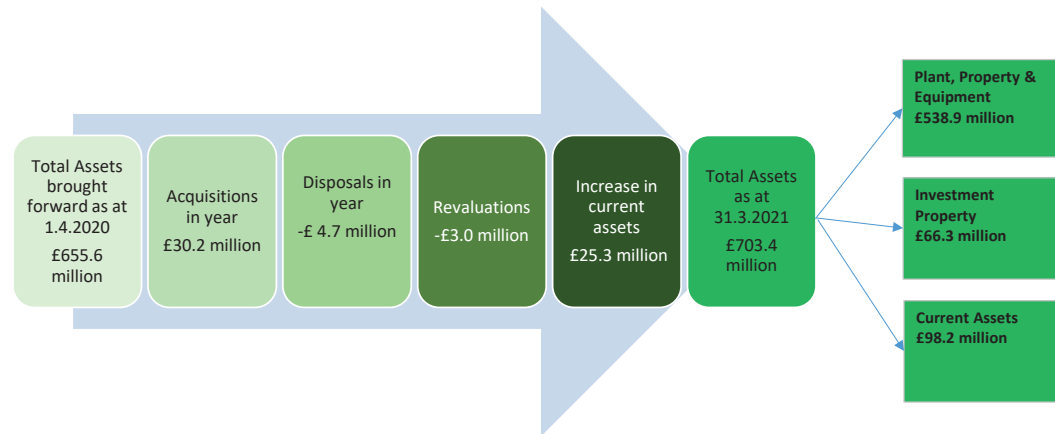 Total Assets
brought
forward as at
1.4.2020
£655.6
million
Acquisitions
in year
£30.2 million
Disposals in
year
-£ 4.7 million
Revaluations
-£3.0 million
Increase in
current
assets
£25.3 million
Total Assets
as at
31.3.2021
£703.4
million
Plant, Property &
Equipment
£538.9 million
Investment
Property
£66.3 million
Current Assets
£98.2 million